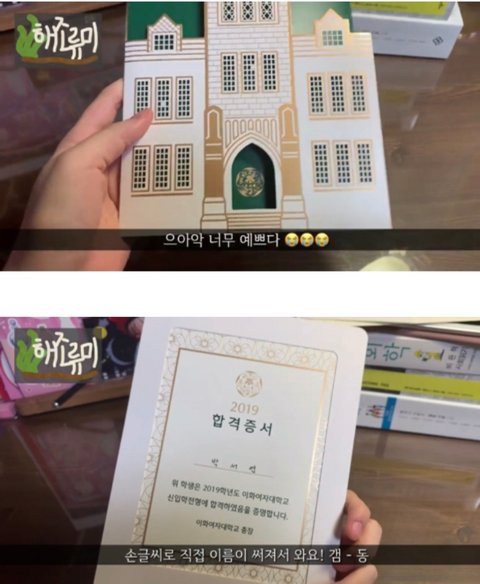 해조류미
으아악 너무 예쁘다 😭😭😭
해조류미
2019
합격증서
위 학생은 2019학년도 이화여자대학교
신입학전형에 합격하였음을 증명합니다.
이화여자대학교 총장
손글씨로 직접 이름이 써져서 와요! 갬 - 동